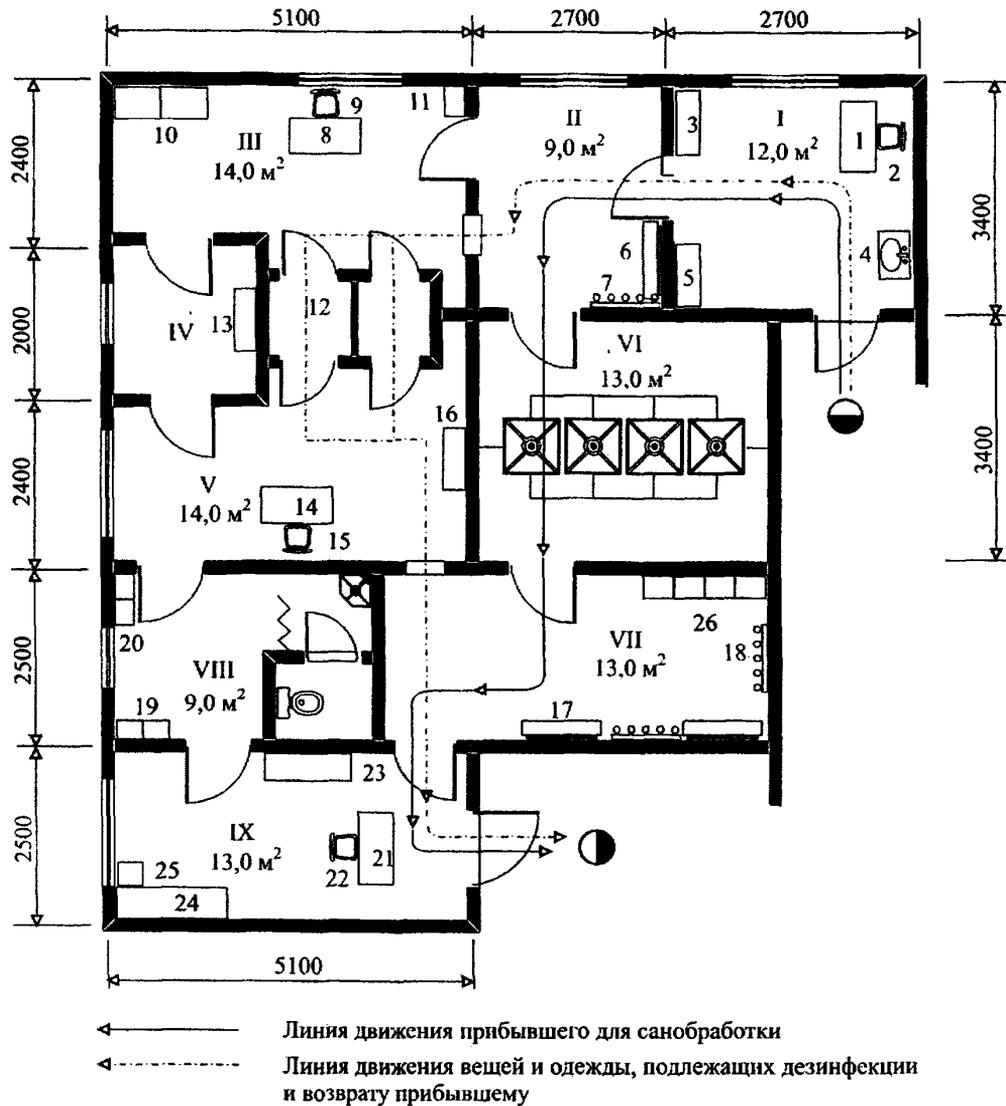 5100
2700
2700
2400
2000
2400
2500
2500
3400
3400
10
III
14,0 м²
9
8
11
II
9,0 м²
3
I
12,0 м²
1
2
6
7
5
4
IV
13
12
VI
13,0 м²
16
V
14,0 м²
14
15
20
VIII
9,0 м²
19
VII
13,0 м²
26
18
17
23
IX
13,0 м²
22
21
25
24
5100
Линия движения прибывшего для санобработки
Линия движения вещей и одежды, подлежащих дезинфекции
и возврату прибывшему